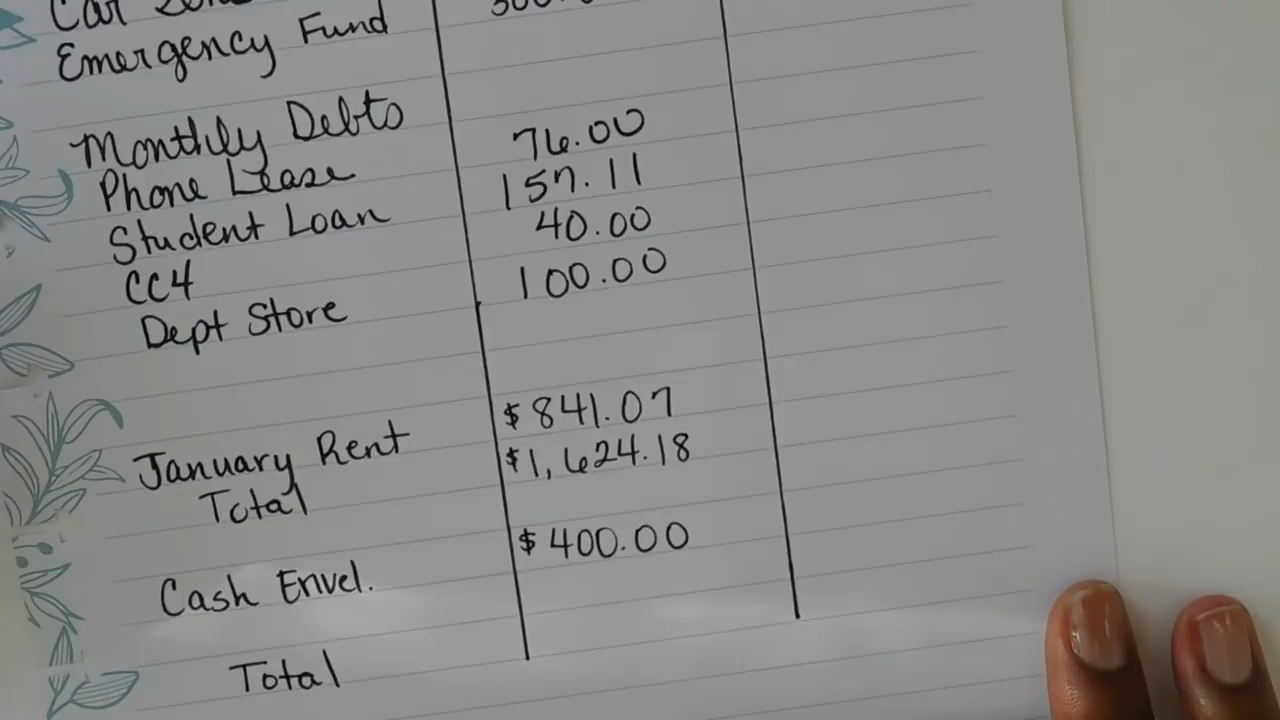 Car
Emergency Fund
Monthly Debts
Phone Lease 76.00
Student Loan 157.11
CC4 40.00
Dept Store 100.00
January Rent $841.07
Total $1,624.18
Cash Envel. $400.00
Total